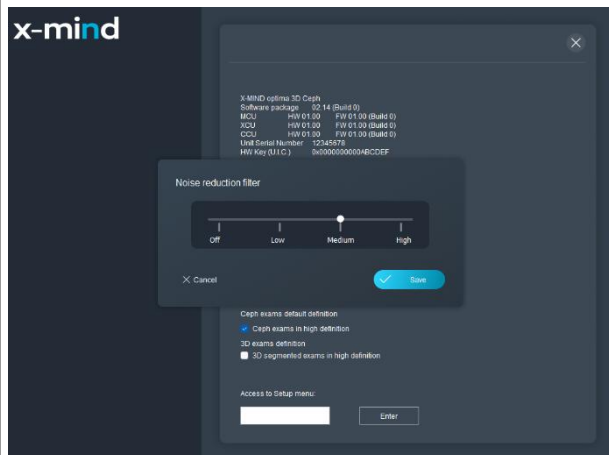 x-mind
X-MIND optima 3D Ceph
Software package 02.14 (Build 0)
MCU HW 01.00 FW 01.00 (Build 0)
XCU HW 01.00 FW 01.00 (Build 0)
CCU HW 01.00 FW 01.00 (Build 0)
Unit Serial Number 12345678
HW Key (U.I.C.) 0x0000000000ABCDEF
Noise reduction filter
Off Low Medium High
Cancel Save
Ceph exams default definition
Ceph exams in high definition
3D exams definition
3D segmented exams in high definition
Access to Setup menu:
Enter